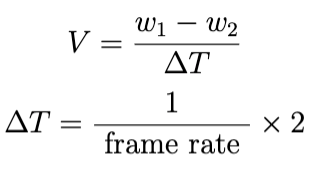 V = \frac{w_1 - w_2}{\Delta T}
\Delta T = \frac{1}{\text{frame rate}} \times 2